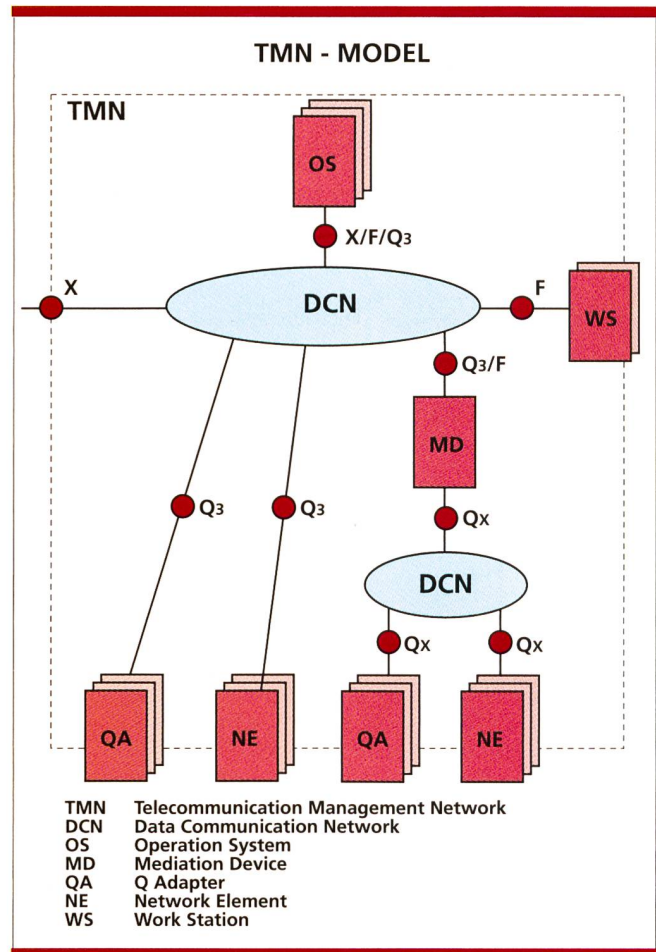 TMN - MODEL
TMN
OS
X/F/Q3
X
DCN
F
WS
Q3/F
MD
Q3
Q3
Qx
DCN
Qx
Qx
QA
NE
QA
NE
TMN Telecommunication Management Network
DCN Data Communication Network
OS Operation System
MD Mediation Device
QA Q Adapter
NE Network Element
WS Work Station